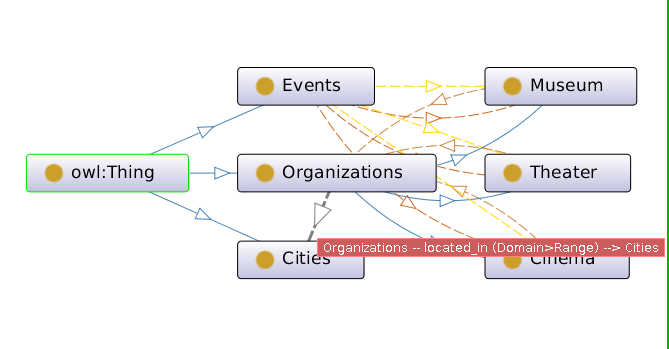 Events
Museum
owl:Thing
Organizations
Theater
Organizations -- located_in (Domain>Range) --> Cities
Cities
Cinema